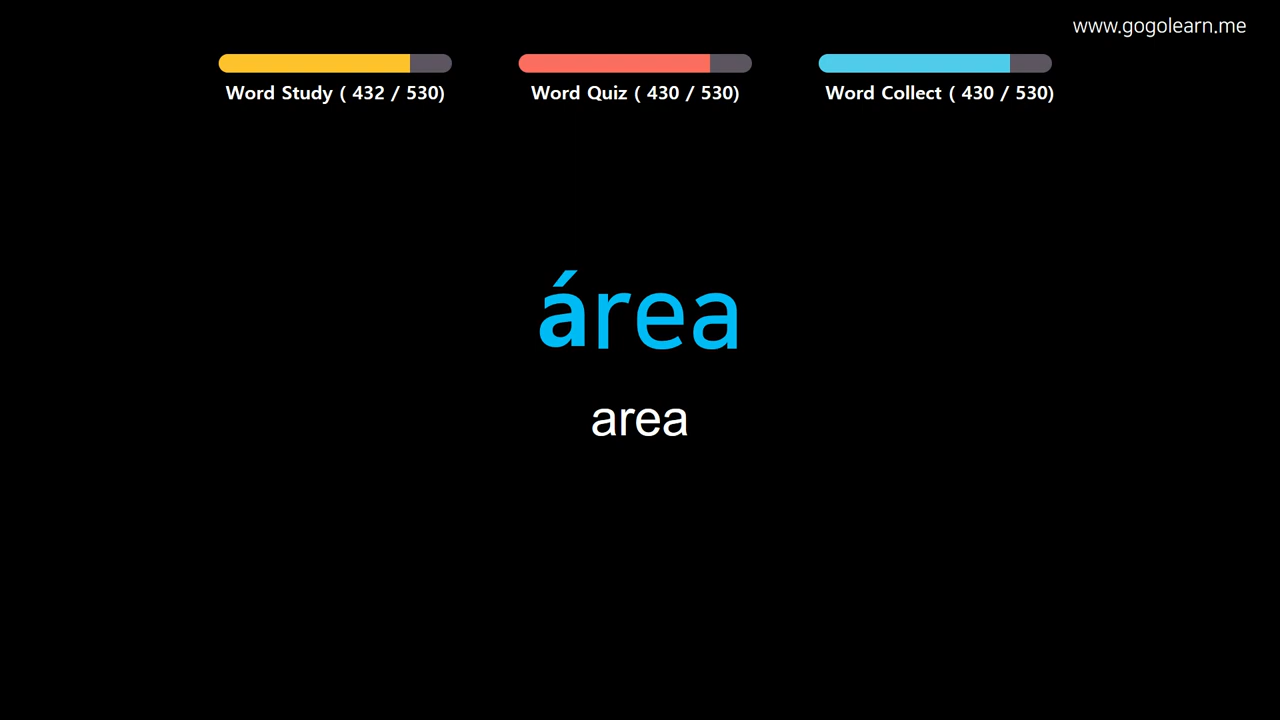 www.gogolearn.me
Word Study ( 432 / 530)
Word Quiz ( 430 / 530)
Word Collect ( 430 / 530)
área
area